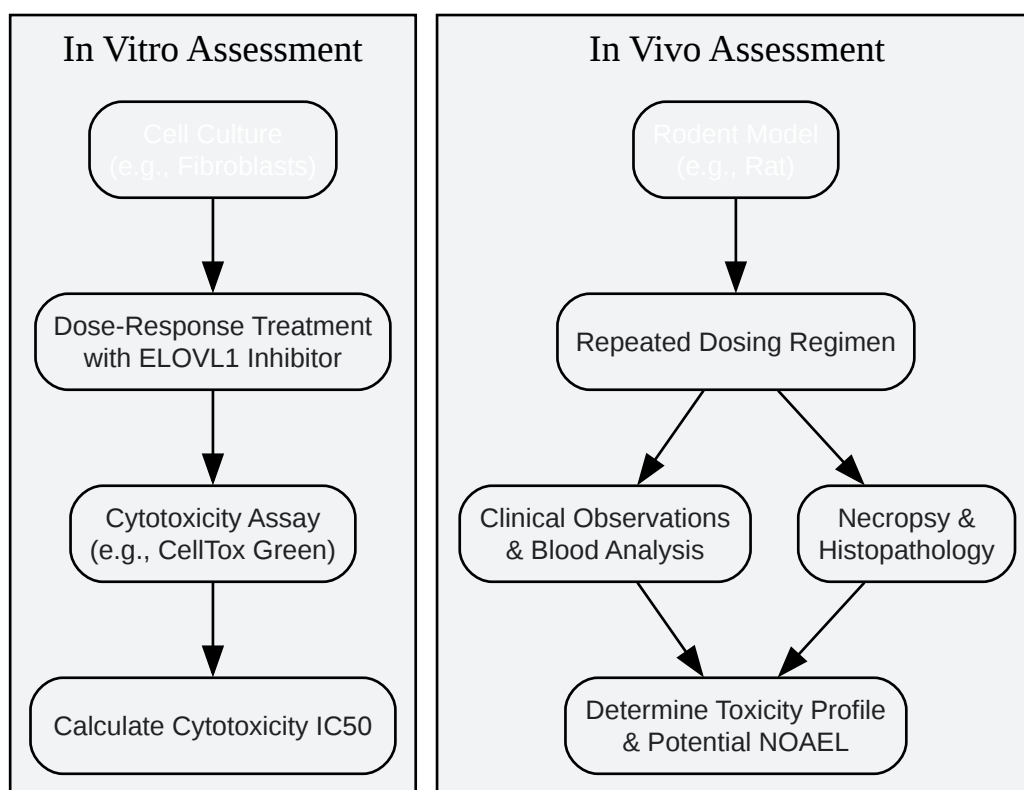 In Vitro Assessment
Cell Culture
(e.g., Fibroblasts)
Dose-Response Treatment
with ELOVL1 Inhibitor
Cytotoxicity Assay
(e.g., CellTox Green)
Calculate Cytotoxicity IC50
In Vivo Assessment
Rodent Model
(e.g., Rat)
Repeated Dosing Regimen
Clinical Observations
& Blood Analysis
Necropsy &
Histopathology
Determine Toxicity Profile
& Potential NOAEL